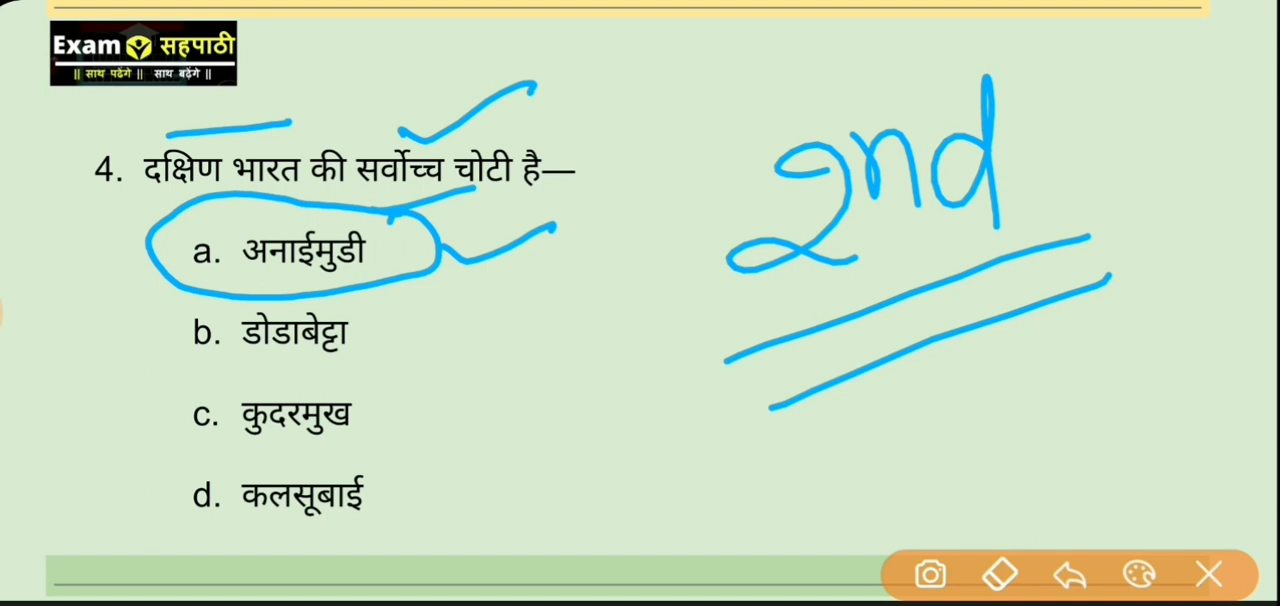 Exam सहपाठी
|| साथ पढेंगे || साथ बढ़ेंगे ||
4. दक्षिण भारत की सर्वोच्च चोटी है—
2nd
a. अनाईमुडी
b. डोडाबेट्टा
c. कुदरमुख
d. कलसूबाई